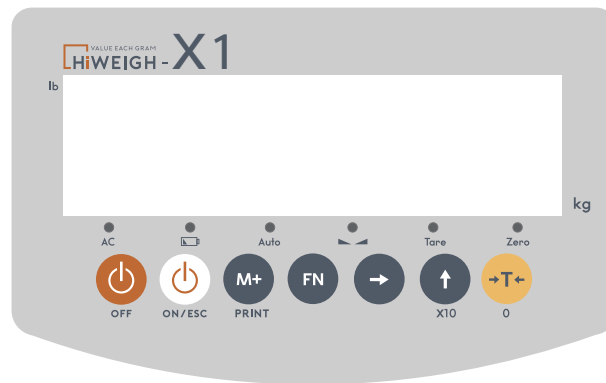 VALUE EACH GRAM
HiWEIGH - X1
lb
kg
AC Auto Tare Zero
M+ FN →T←
OFF ON/ESC PRINT X10 0